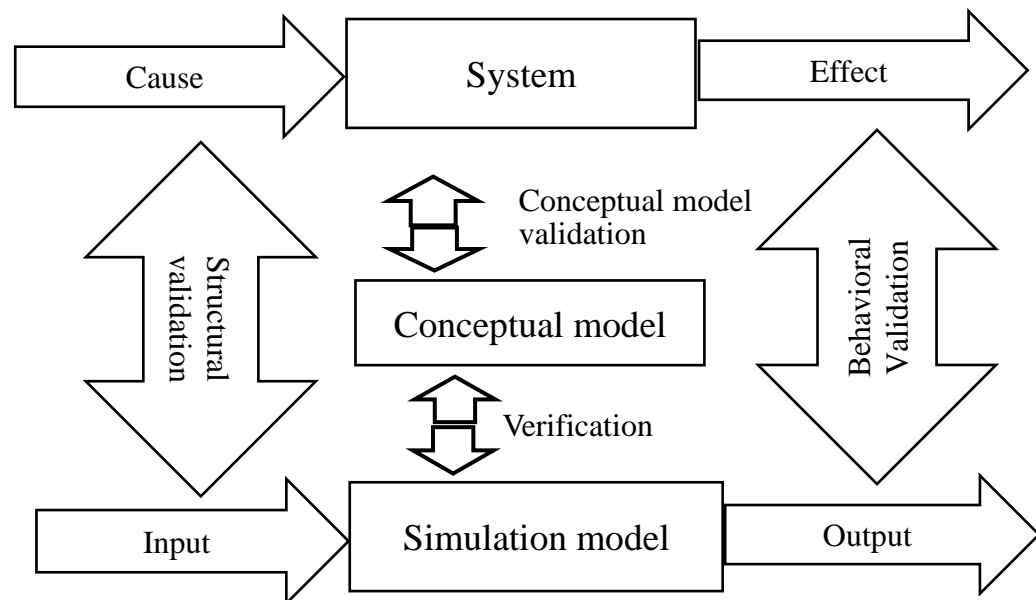 Cause
System
Effect
Conceptual model
validation
Structural
validation
Conceptual model
Behavioral
Validation
Verification
Input
Simulation model
Output